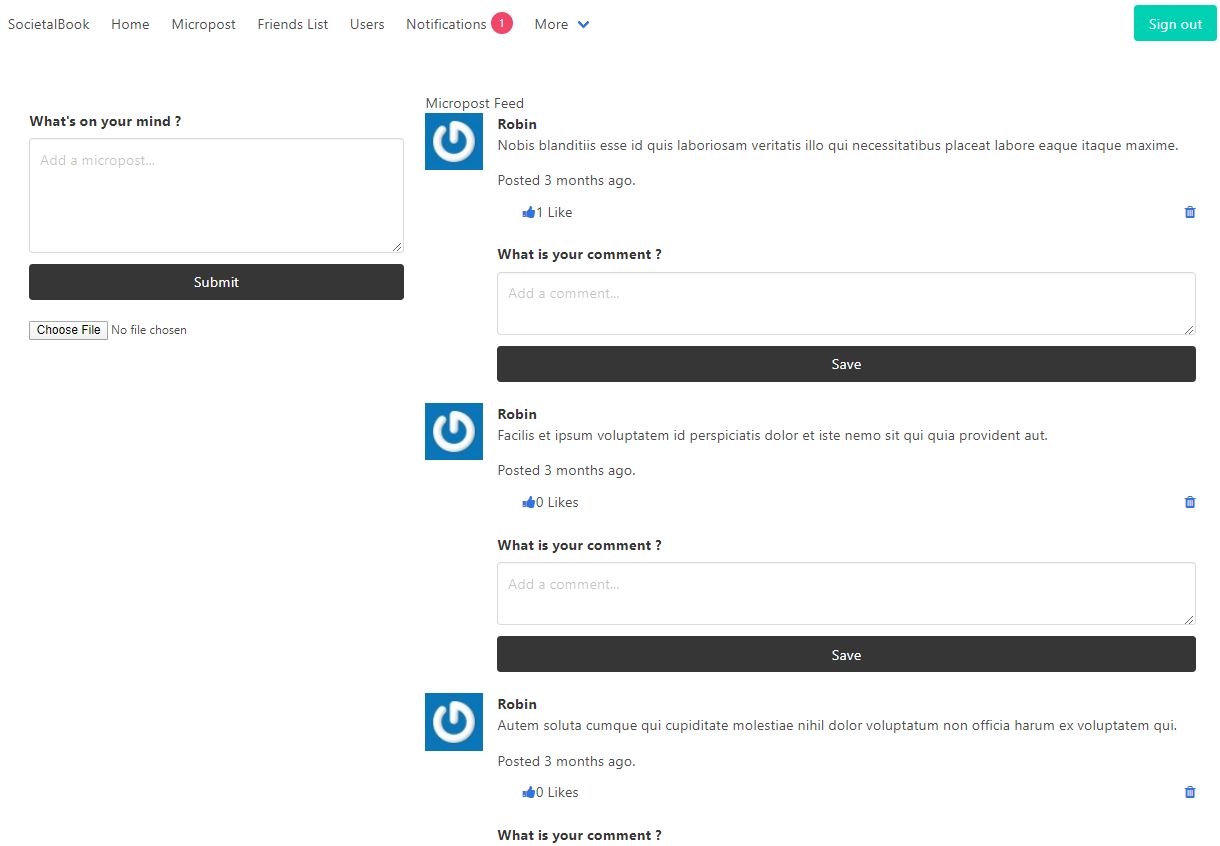 SocietalBook Home Micropost Friends List Users Notifications 1 More Sign out
What's on your mind ?
Add a micropost...
Submit
Choose File No file chosen
Micropost Feed
Robin
Nobis blanditiis esse id quis laboriosam veritatis illo qui necessitatibus placeat labore eaque itaque maxime.
Posted 3 months ago.
1 Like
What is your comment ?
Add a comment...
Save
Robin
Facilis et ipsum voluptatem id perspiciatis dolor et iste nemo sit qui quia provident aut.
Posted 3 months ago.
0 Likes
What is your comment ?
Add a comment...
Save
Robin
Autem soluta cumque qui cupiditate molestiae nihil dolor voluptatum non officia harum ex voluptatem qui.
Posted 3 months ago.
0 Likes
What is your comment ?